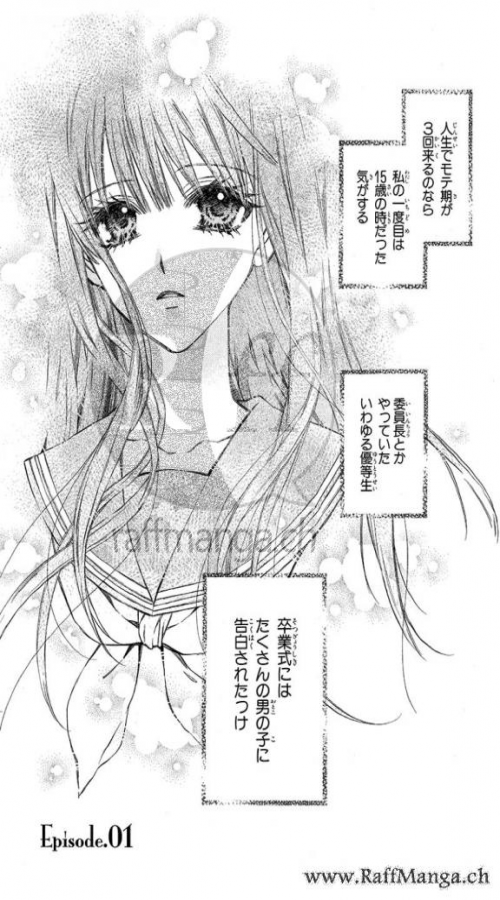 人生でモテ期が
3回来るのなら
私の一度目は
15歳の時だった
気がする
委員長とか
やっていた
いわゆる優等生
卒業式には
たくさんの男の子に
告白されたっけ
raffmanga.ch
Episode.01
www.RaffManga.ch